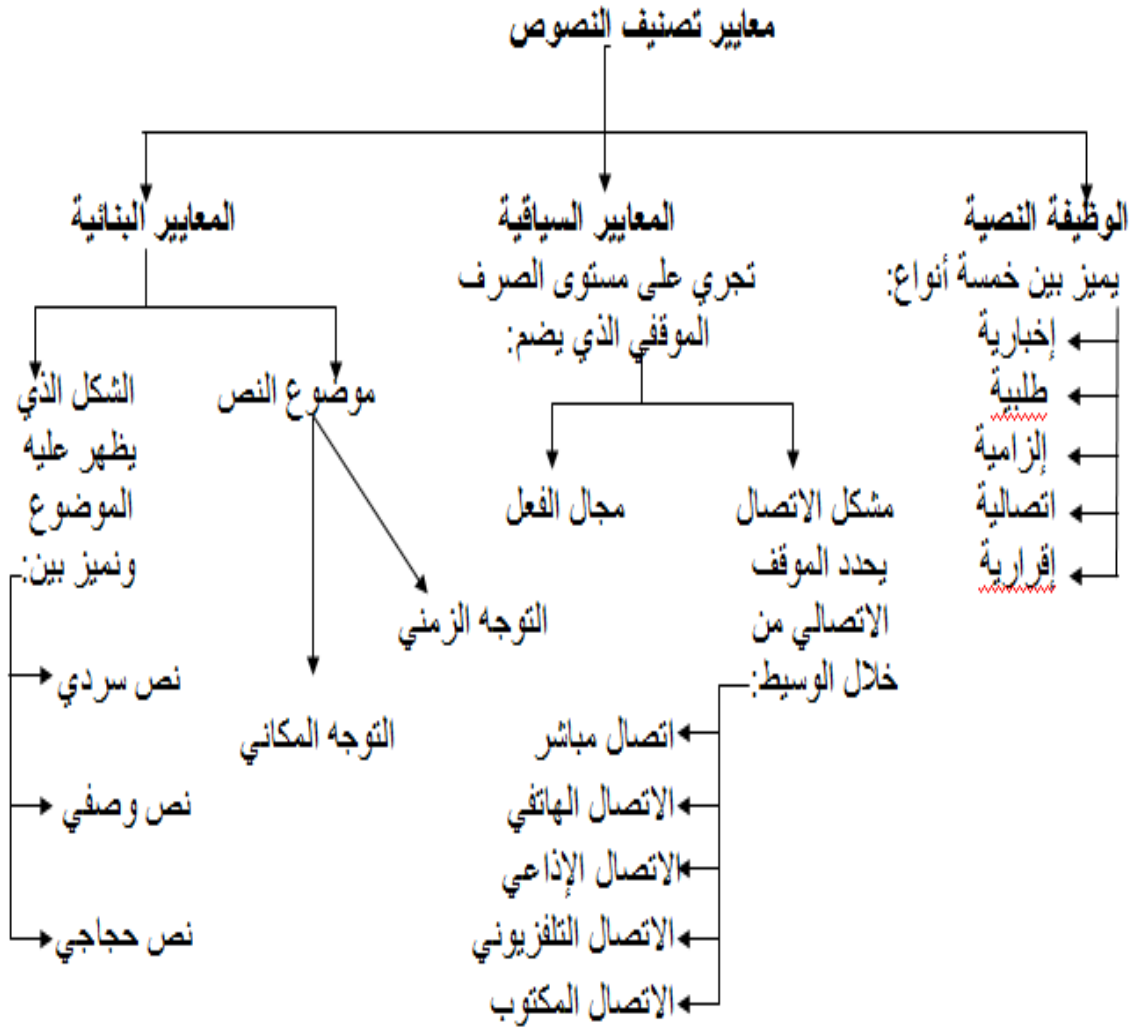 معايير تصنيف النصوص
الوظيفة النصية
يميز بين خمسة أنواع:
إخبارية
طلبية
إلزامية
اتصالية
إقرارية
المعايير السياقية
تجري على مستوى الصرف
الموقفي الذي يضم:
مشكل الاتصال
يحدد الموقف
الاتصالي من
خلال الوسيط:
اتصال مباشر
الاتصال الهاتفي
الاتصال الإذاعي
الاتصال التلفزيوني
الاتصال المكتوب
مجال الفعل
المعايير البنائية
موضوع النص
التوجه الزمني
التوجه المكاني
الشكل الذي
يظهر عليه
الموضوع
ونميز بين:
نص سردي
نص وصفي
نص حجاجي